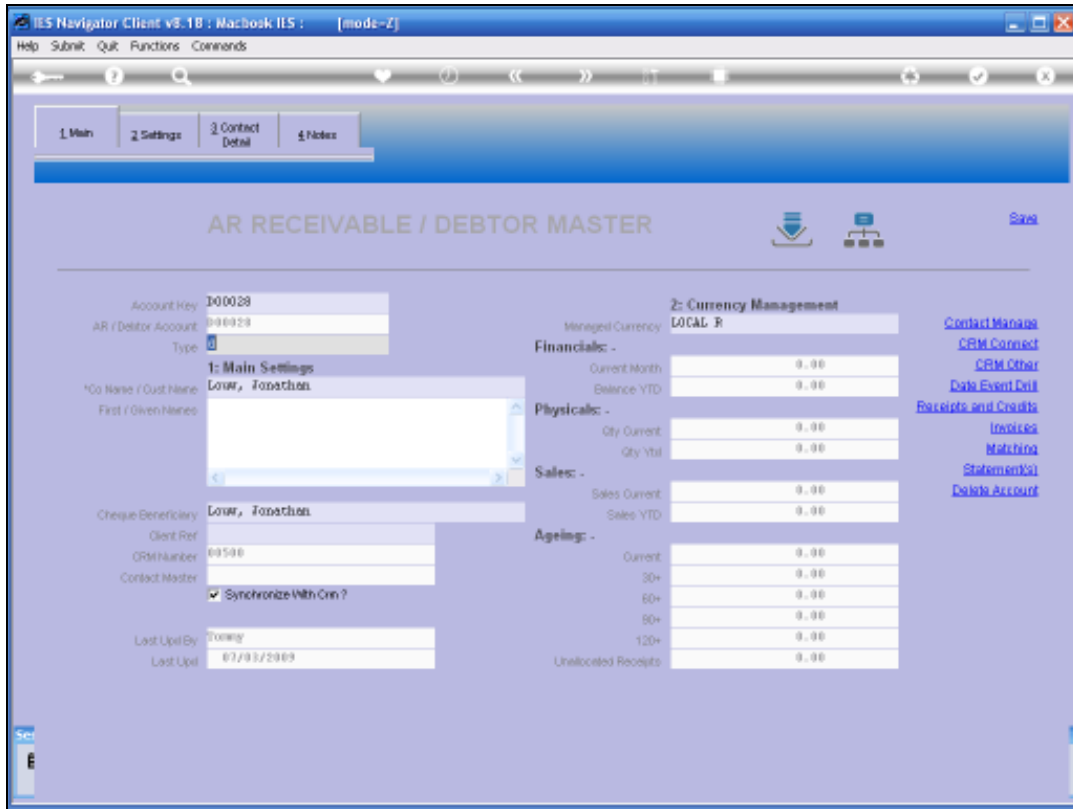 IES Navigator Client v8.18 : Macbook IES : [mode=Z]
Help Submit Quit Functions Commands
1 Main
2 Settings
3 Contact Detail
4 Notes
AR RECEIVABLE / DEBTOR MASTER
Save
Account Key D00028
AR / Debtor Account D00028
Type d
1: Main Settings
*Co Name / Cust Name Louw, Jonathan
First / Given Names
Cheque Beneficiary Louw, Jonathan
Client Ref
CRM Number 00500
Contact Master
Synchronize With Crm ?
Last Upd By Tommy
Last Upd 07/03/2009
2: Currency Management
Managed Currency LOCAL R
Financials: -
Current Month 0.00
Balance YTD 0.00
Physicals: -
Qty Current 0.00
Qty Ytd 0.00
Sales: -
Sales Current 0.00
Sales YTD 0.00
Ageing: -
Current 0.00
30+ 0.00
60+ 0.00
90+ 0.00
120+ 0.00
Unallocated Receipts 0.00
Contact Manage
CRM Connect
CRM Other
Date Event Drill
Receipts and Credits
Invoices
Matching
Statement(s)
Delete Account